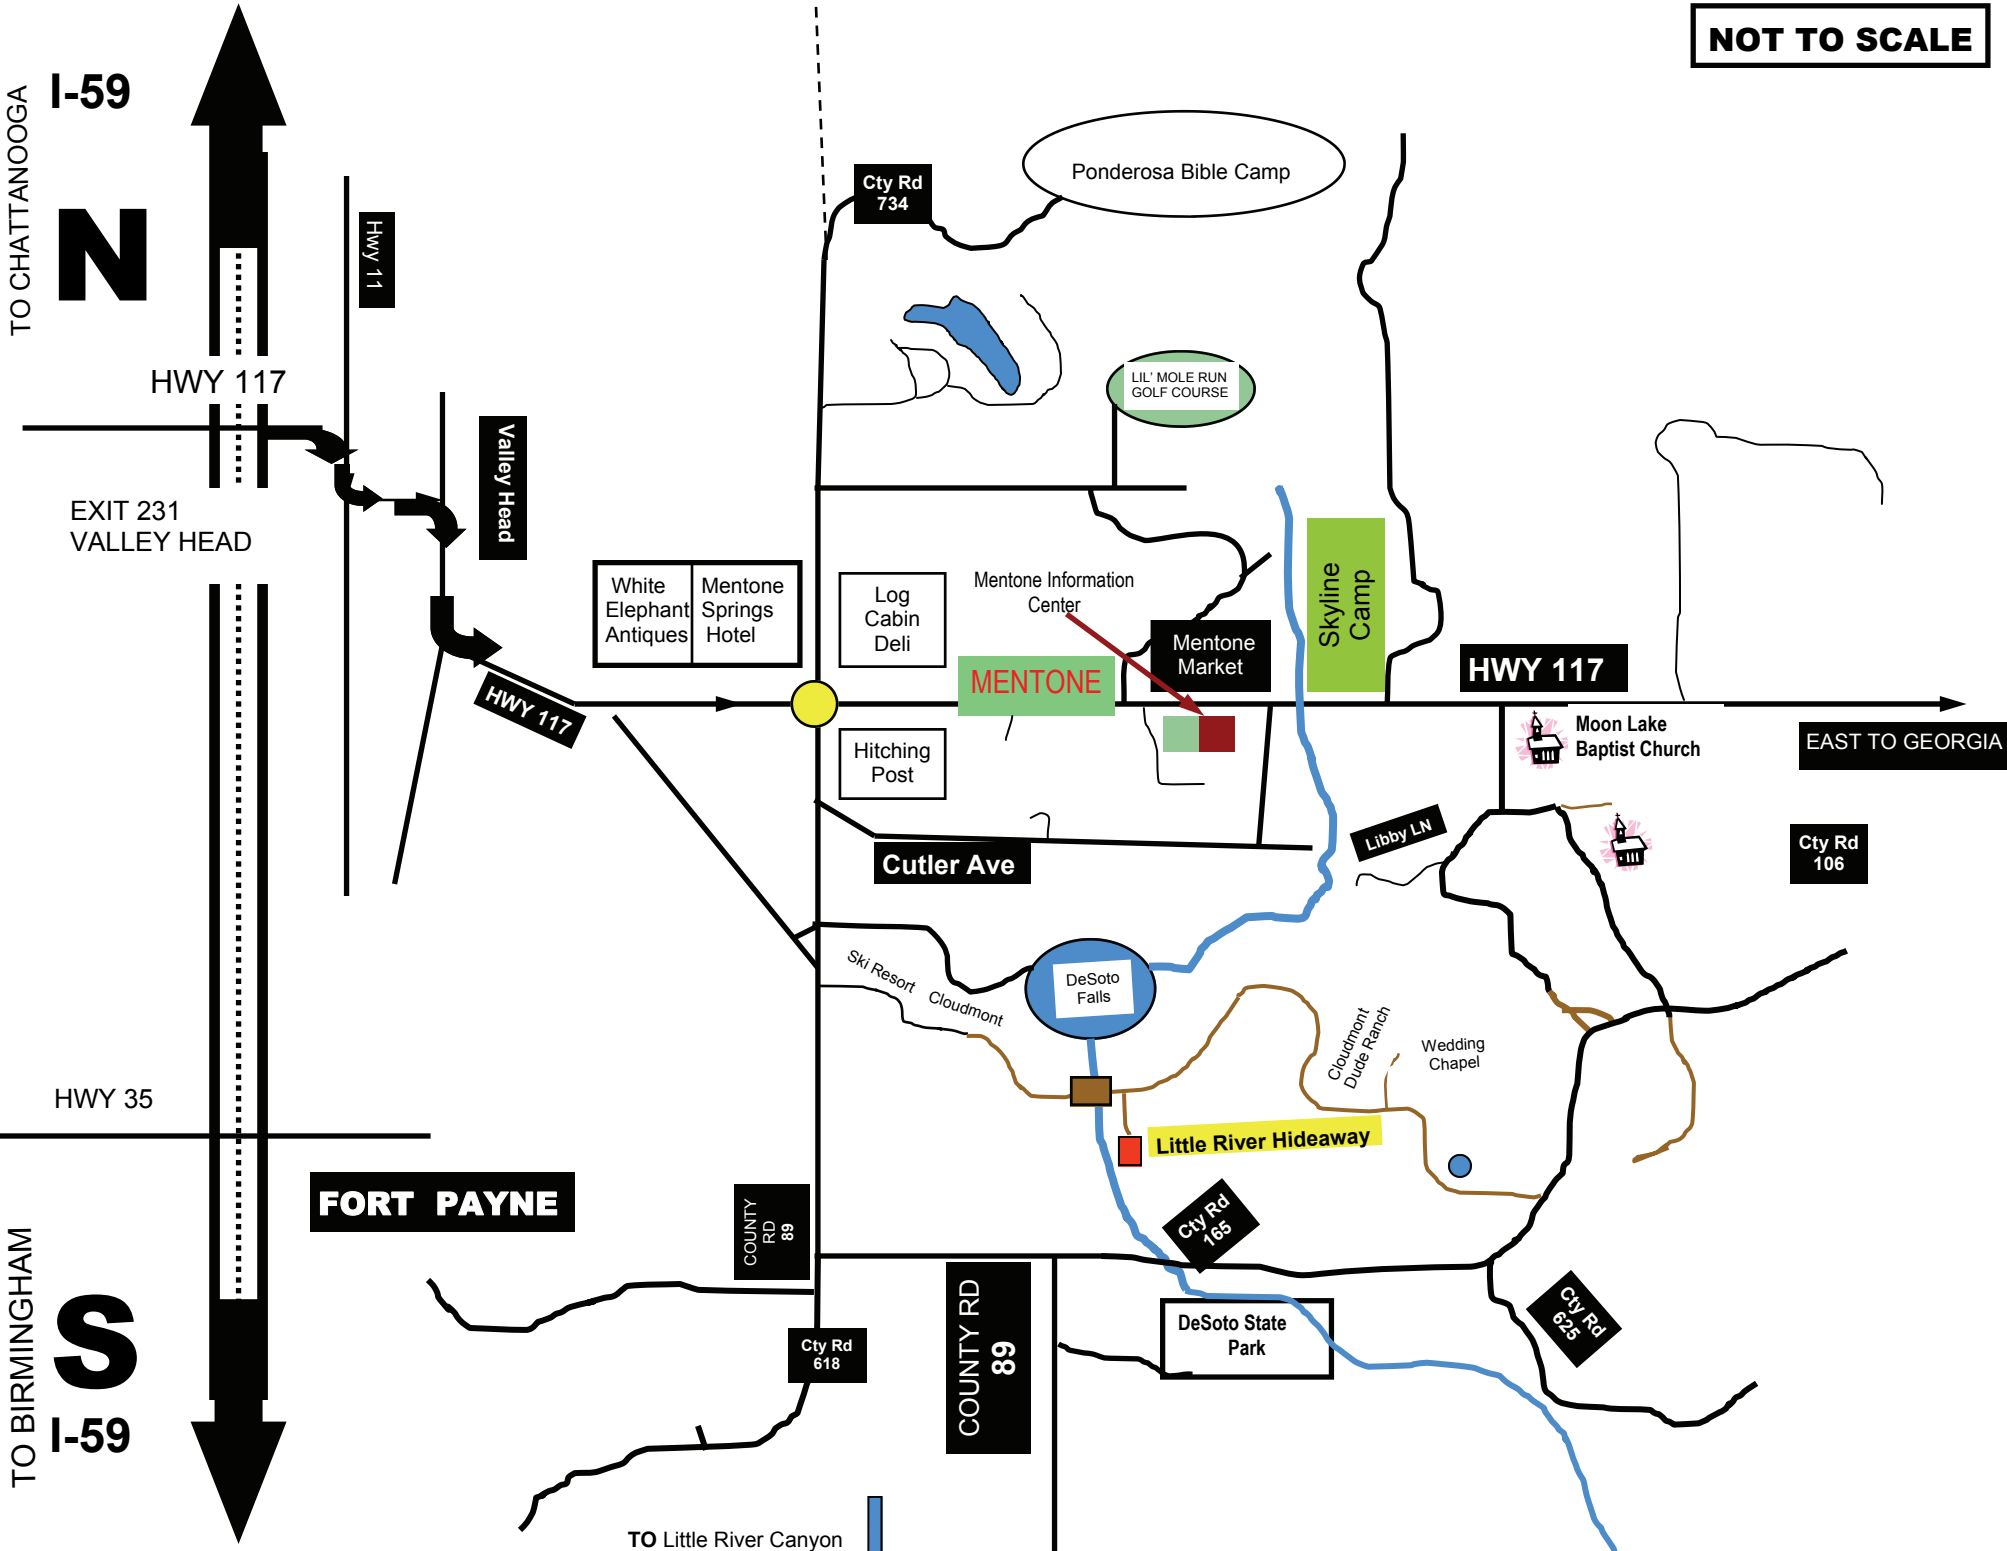 NOT TO SCALE
I-59
TO CHATTANOOGA
N
Hwy 11
Cty Rd
734
Ponderosa Bible Camp
HWY 117
LIL' MOLE RUN
GOLF COURSE
Valley Head
EXIT 231
VALLEY HEAD
White
Elephant
Antiques
Mentone
Springs
Hotel
Log
Cabin
Deli
Mentone Information
Center
Mentone
Market
Skyline
Camp
MENTONE
HWY 117
HWY 117
Moon Lake
Baptist Church
EAST TO GEORGIA
Hitching
Post
Libby LN
Cty Rd
106
Cutler Ave
Ski Resort Cloudmont
DeSoto
Falls
Cloudmont
Dude Ranch
Wedding
Chapel
HWY 35
Little River Hideaway
FORT PAYNE
COUNTY
RD
89
Cty Rd
165
TO BIRMINGHAM
S
I-59
COUNTY RD
89
Cty Rd
618
DeSoto State
Park
Cty Rd
625
TO Little River Canyon